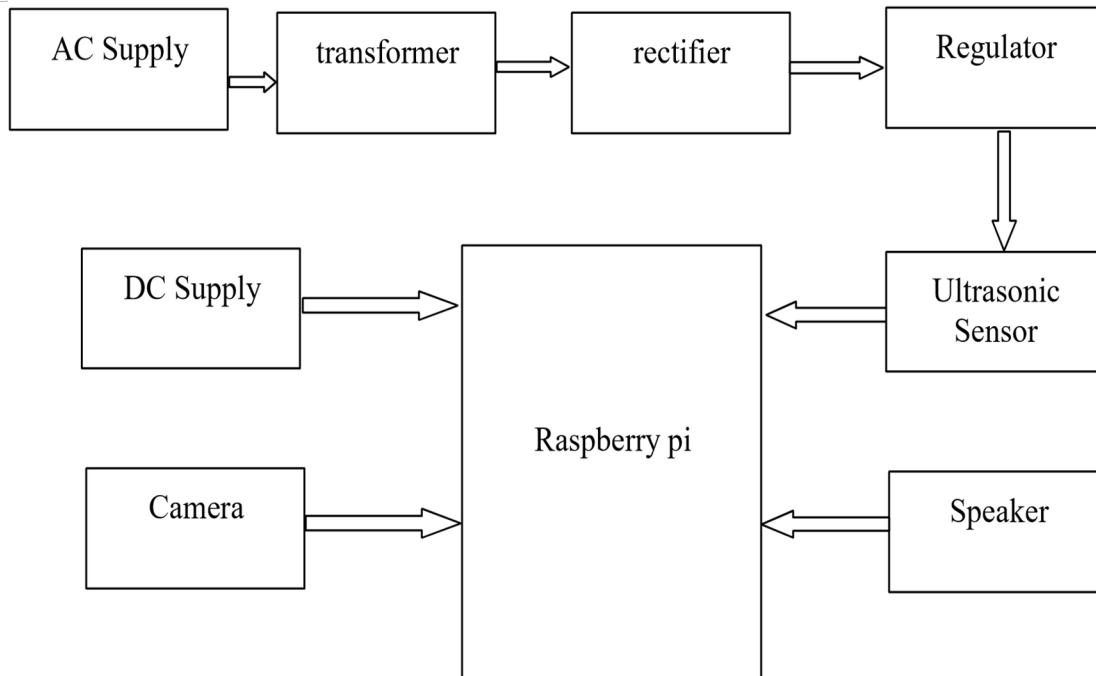 AC Supply
transformer
rectifier
Regulator
DC Supply
Ultrasonic
Sensor
Raspberry pi
Camera
Speaker